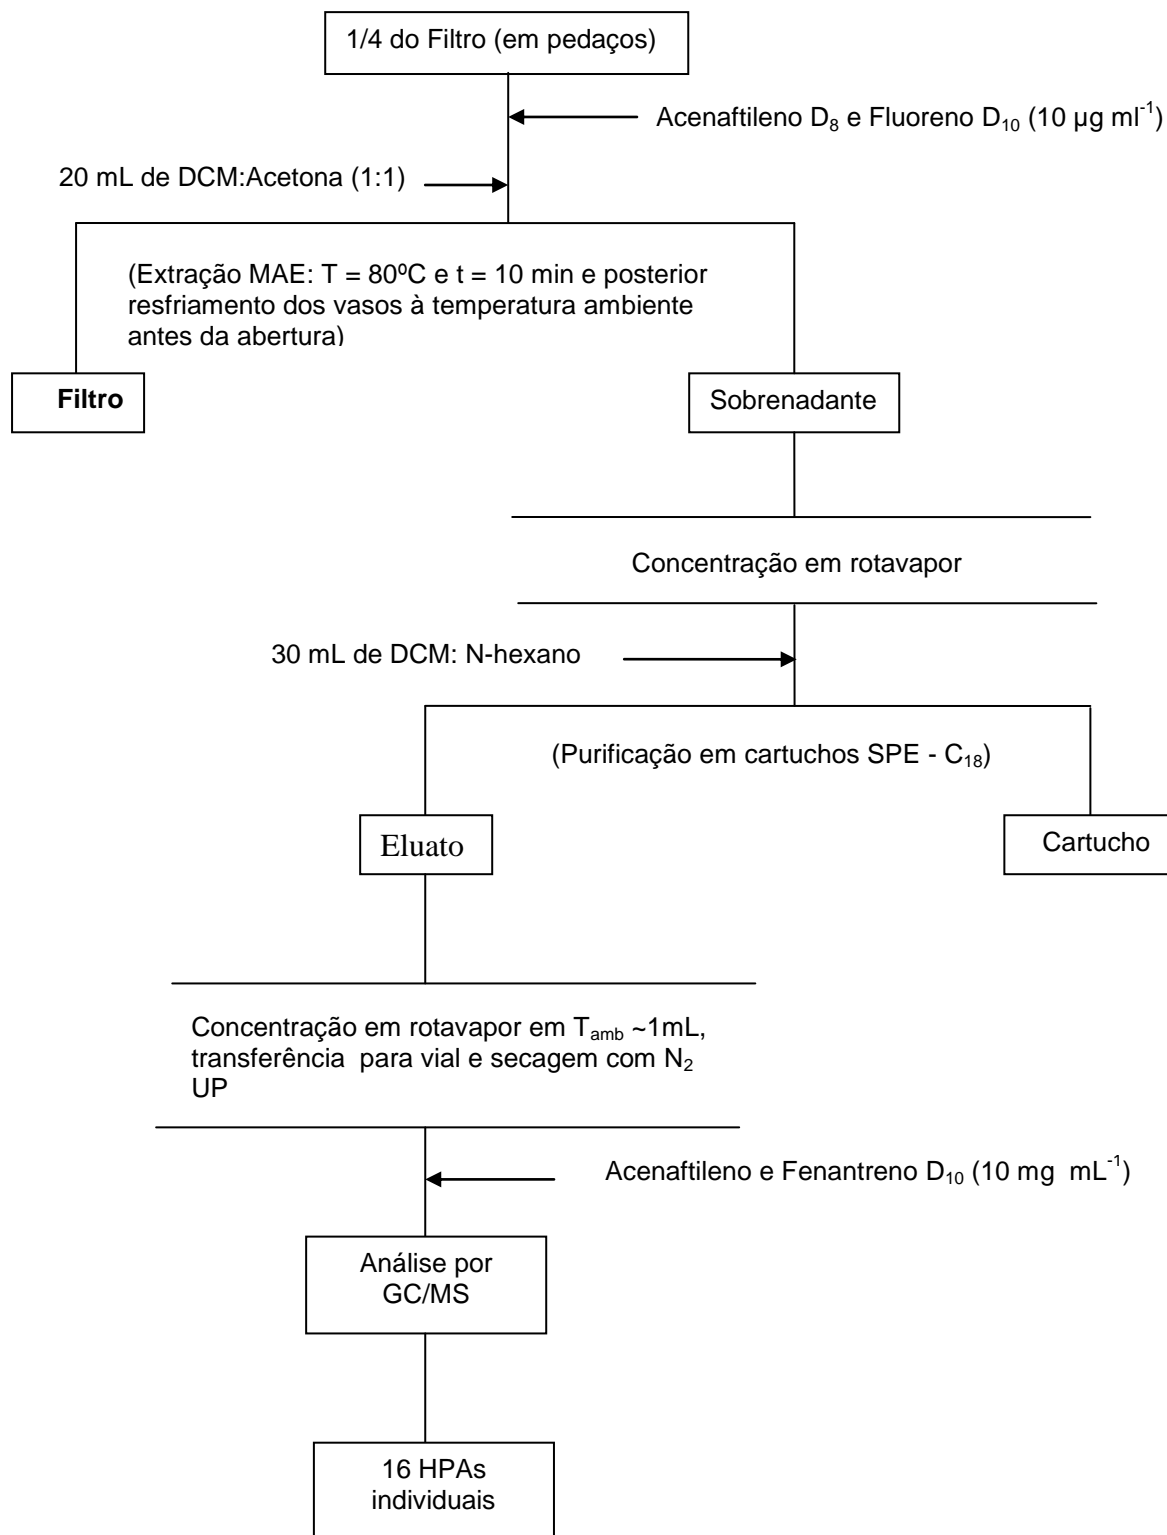 1/4 do Filtro (em pedaços)
Acenaftileno D₈ e Fluoreno D₁₀ (10 µg ml⁻¹)
20 mL de DCM:Acetona (1:1)
(Extração MAE: T = 80ºC e t = 10 min e posterior
resfriamento dos vasos à temperatura ambiente
antes da abertura)
Filtro
Sobrenadante
Concentração em rotavapor
30 mL de DCM: N-hexano
(Purificação em cartuchos SPE - C₁₈)
Eluato
Cartucho
Concentração em rotavapor em Tₐₘb ~1mL,
transferência para vial e secagem com N₂
UP
Acenaftileno e Fenantreno D₁₀ (10 mg mL⁻¹)
Análise por
GC/MS
16 HPAs
individuais